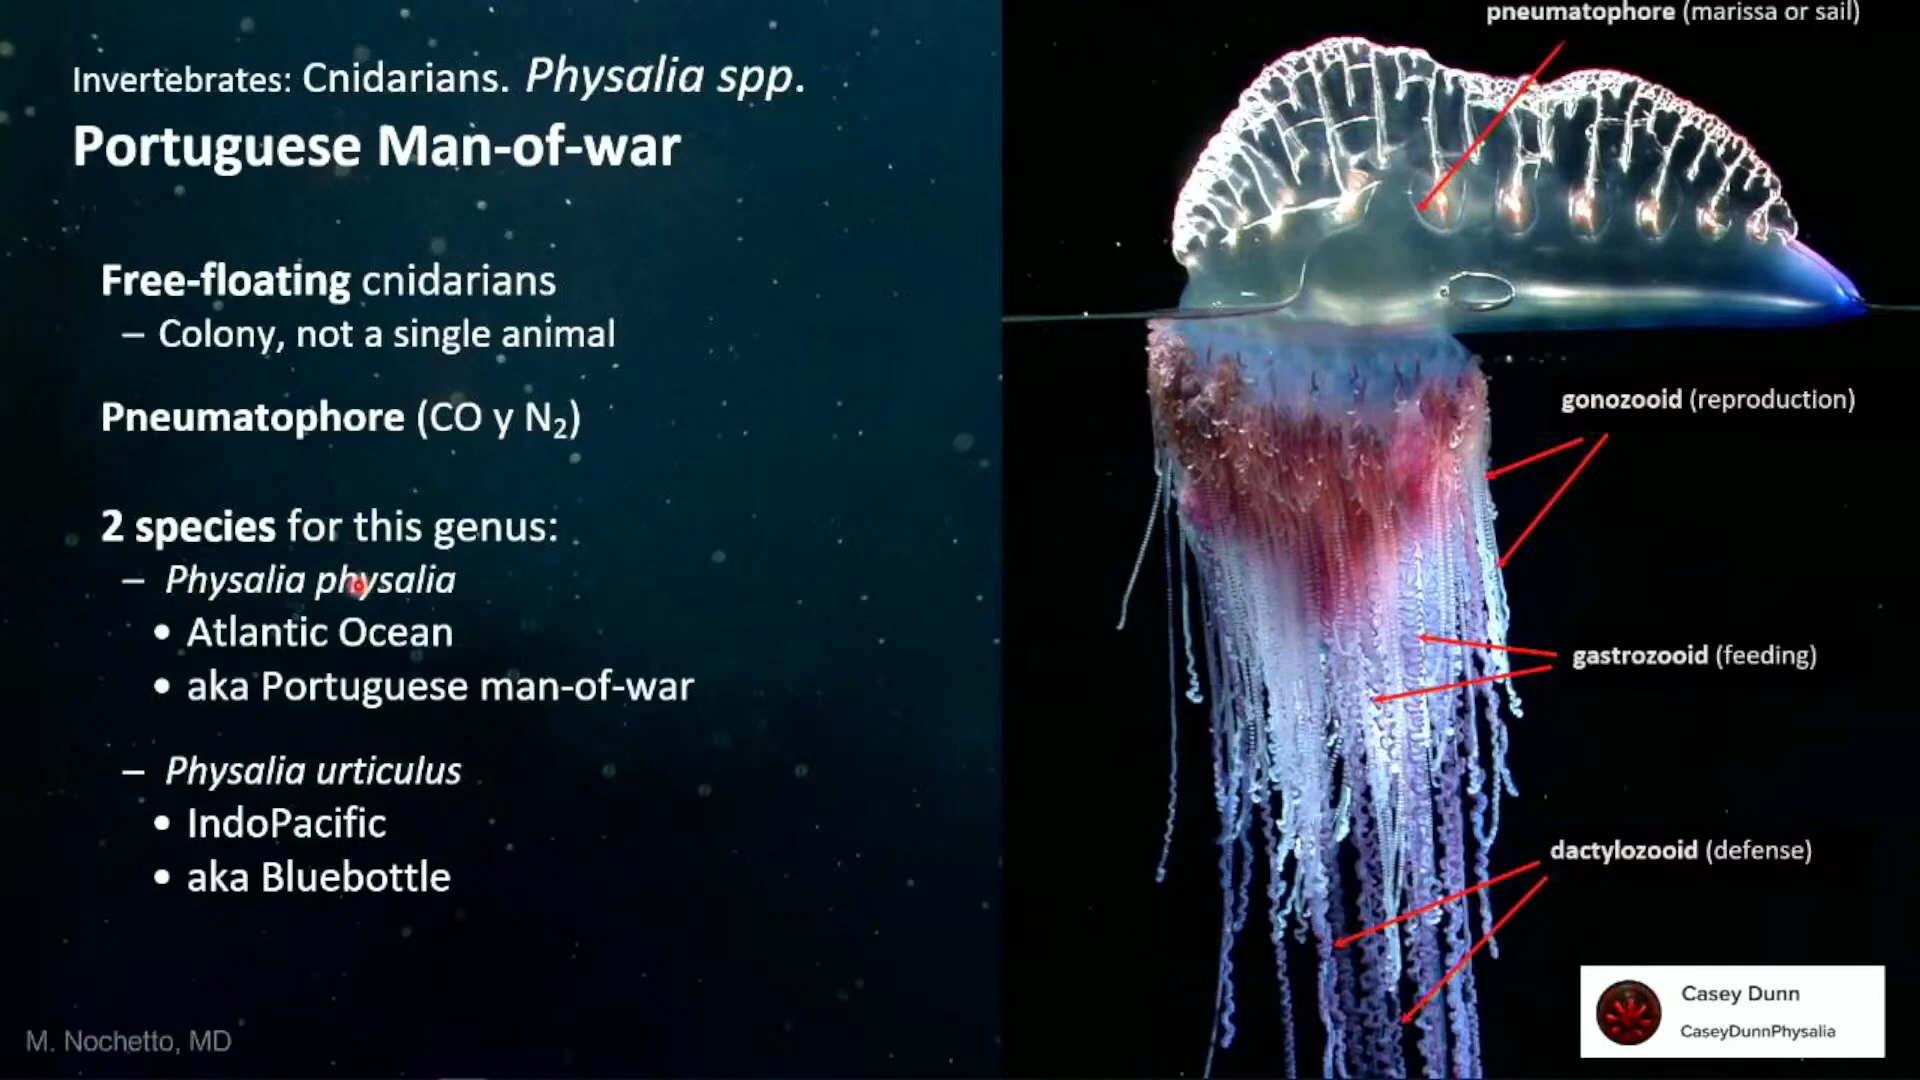 Invertebrates: Cnidarians. Physalia spp.
Portuguese Man-of-war
Free-floating cnidarians
– Colony, not a single animal
Pneumatophore (CO y N₂)
2 species for this genus:
– Physalia physalia
• Atlantic Ocean
• aka Portuguese man-of-war
– Physalia urticulus
• IndoPacific
• aka Bluebottle
M. Nochetto, MD
pneumatophore (marissa or sail)
gonozooid (reproduction)
gastrozooid (feeding)
dactylozooid (defense)
Casey Dunn
CaseyDunnPhysalia